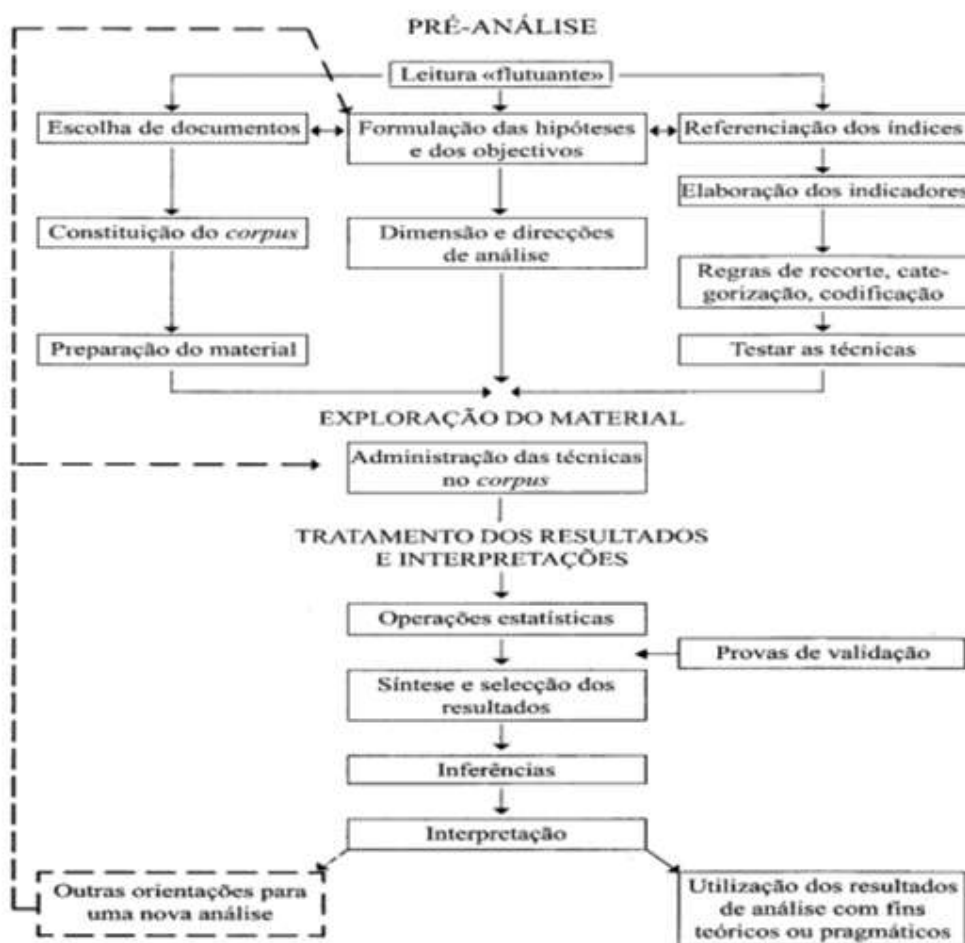 PRÉ-ANÁLISE
Leitura «flutuante»
Escolha de documentos
Formulação das hipóteses
e dos objectivos
Referenciação dos índices
Elaboração dos indicadores
Constituição do corpus
Dimensão e direcções
de análise
Regras de recorte, cate-
gorização, codificação
Preparação do material
Testar as técnicas
EXPLORAÇÃO DO MATERIAL
Administração das técnicas
no corpus
TRATAMENTO DOS RESULTADOS
E INTERPRETAÇÕES
Operações estatísticas
Provas de validação
Síntese e selecção dos
resultados
Inferências
Interpretação
Outras orientações para
uma nova análise
Utilização dos resultados
de análise com fins
teóricos ou pragmáticos